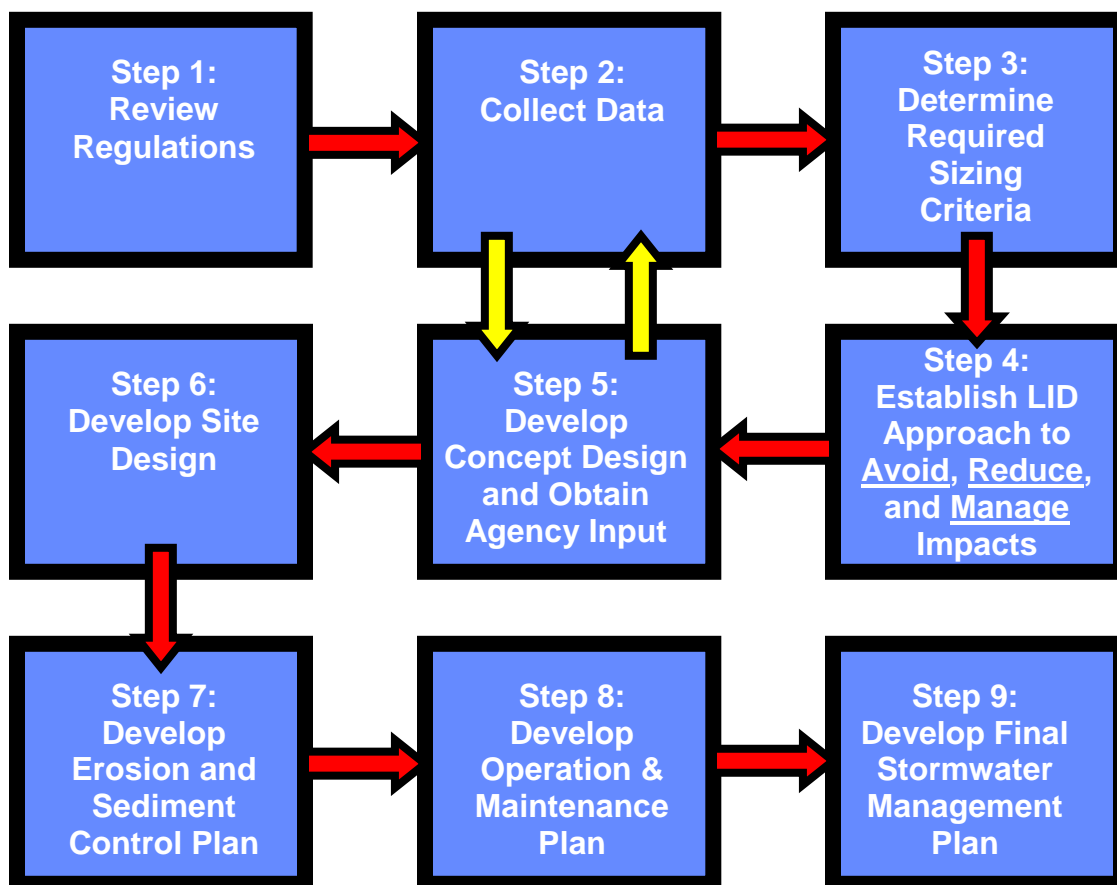 Step 1:
Review
Regulations
Step 2:
Collect Data
Step 3:
Determine
Required
Sizing
Criteria
Step 4:
Establish LID
Approach to
Avoid, Reduce,
and Manage
Impacts
Step 5:
Develop
Concept Design
and Obtain
Agency Input
Step 6:
Develop Site
Design
Step 7:
Develop
Erosion and
Sediment
Control Plan
Step 8:
Develop
Operation &
Maintenance
Plan
Step 9:
Develop Final
Stormwater
Management
Plan